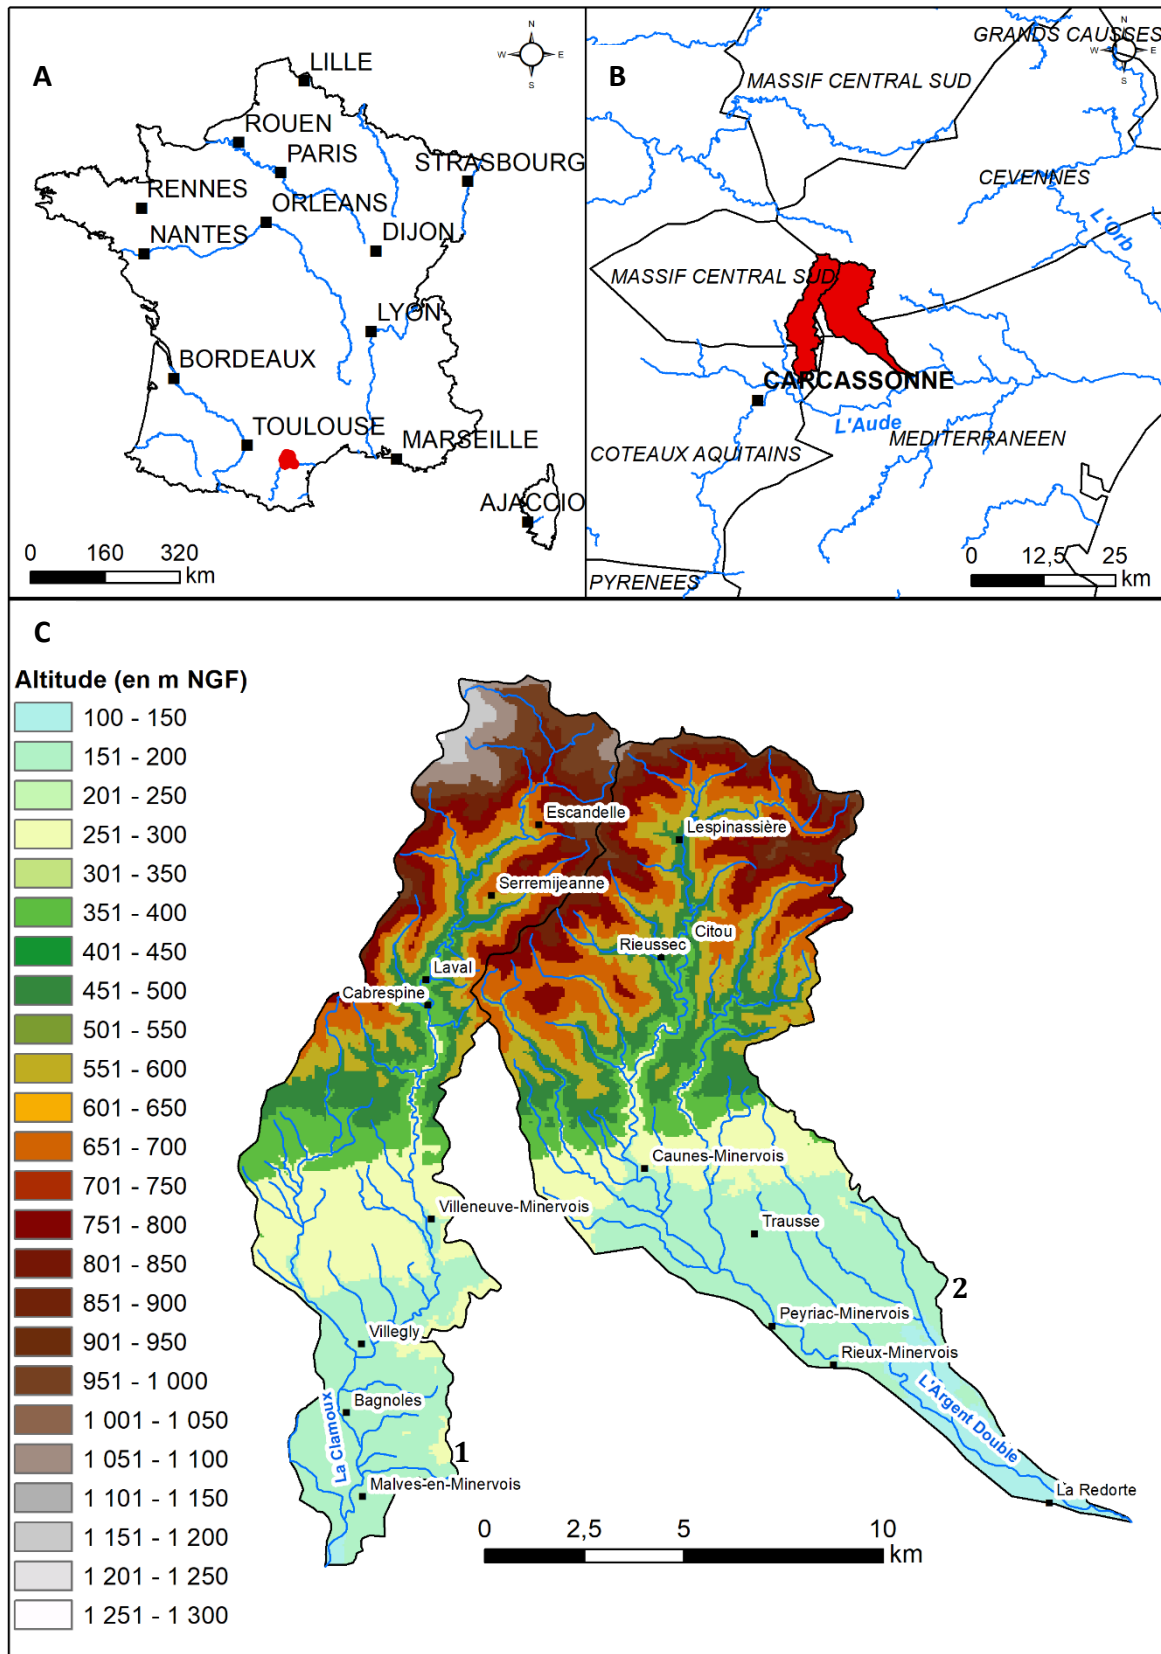 A
N
W
E
S
LILLE
ROUEN
PARIS
STRASBOURG
RENNES
ORLEANS
NANTES
DIJON
LYON
BORDEAUX
TOULOUSE
MARSEILLE
AJACCIO
0 160 320
km
B
GRANDS CAUSSES
N
W
E
S
MASSIF CENTRAL SUD
CEVENNES
L'Orb
MASSIF CENTRAL SUD
CARCASSONNE
L'Aude
MEDITERRANEEN
COTEAUX AQUITAINS
0 12,5 25
km
PYRENEES
C
Altitude (en m NGF)
100 - 150
151 - 200
201 - 250
251 - 300
301 - 350
351 - 400
401 - 450
451 - 500
501 - 550
551 - 600
601 - 650
651 - 700
701 - 750
751 - 800
801 - 850
851 - 900
901 - 950
951 - 1 000
1 001 - 1 050
1 051 - 1 100
1 101 - 1 150
1 151 - 1 200
1 201 - 1 250
1 251 - 1 300
Escandelle
Lespinassière
Serremijeanne
Citou
Rieussec
Laval
Cabrespine
Caunes-Minervois
Villeneuve-Minervois
Trausse
2
Peyriac-Minervois
Villegly
Rieux-Minervois
L'Argent Double
Bagnoles
La Clamoux
1
Malves-en-Minervois
La Redorte
0 2,5 5 10
km